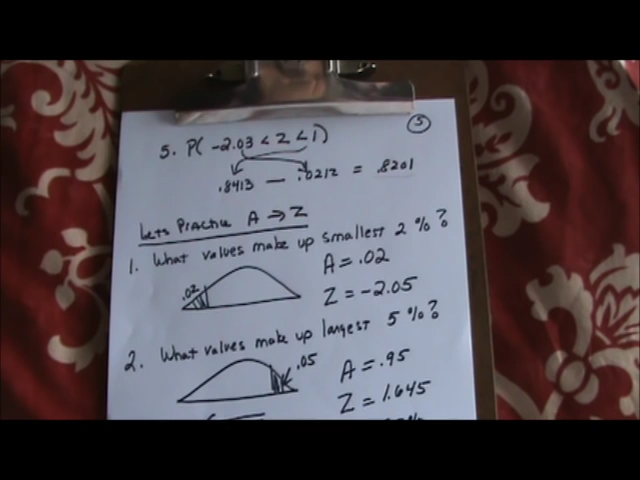 5
5. P( -2.03 < Z < 1 )
.8413 — .0212 = .8201
Lets Practice A → Z
1. What values make up smallest 2 % ?
.02
A = .02
Z = -2.05
2. What values make up largest 5 % ?
.05
A = .95
Z = 1.645